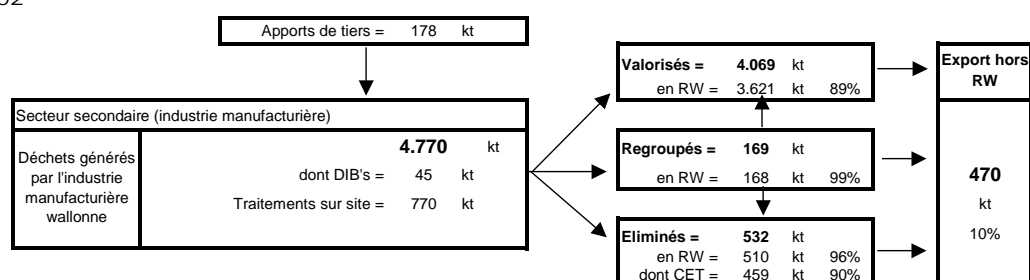 Apports de tiers = 178 kt
Valorisés = 4.069 kt
en RW = 3.621 kt 89%
Export hors RW
Secteur secondaire (industrie manufacturière)
Déchets générés par l'industrie manufacturière wallonne
4.770 kt
dont DIB's = 45 kt
Traitements sur site = 770 kt
Regroupés = 169 kt
en RW = 168 kt 99%
470
kt
10%
Eliminés = 532 kt
en RW = 510 kt 96%
dont CET = 459 kt 90%